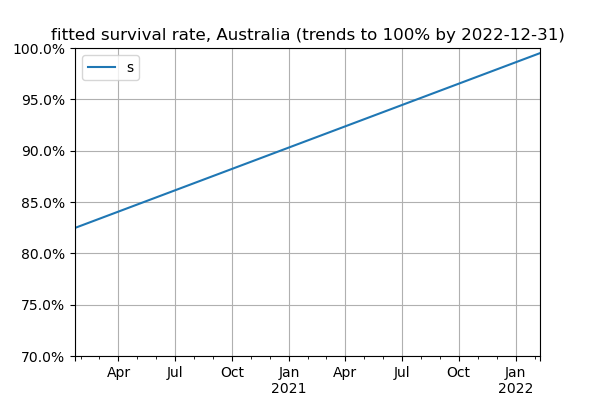 fitted survival rate, Australia (trends to 100% by 2022-12-31)
100.0%
s
95.0%
90.0%
85.0%
80.0%
75.0%
70.0%
Apr Jul Oct Jan Apr Jul Oct Jan
2021 2022